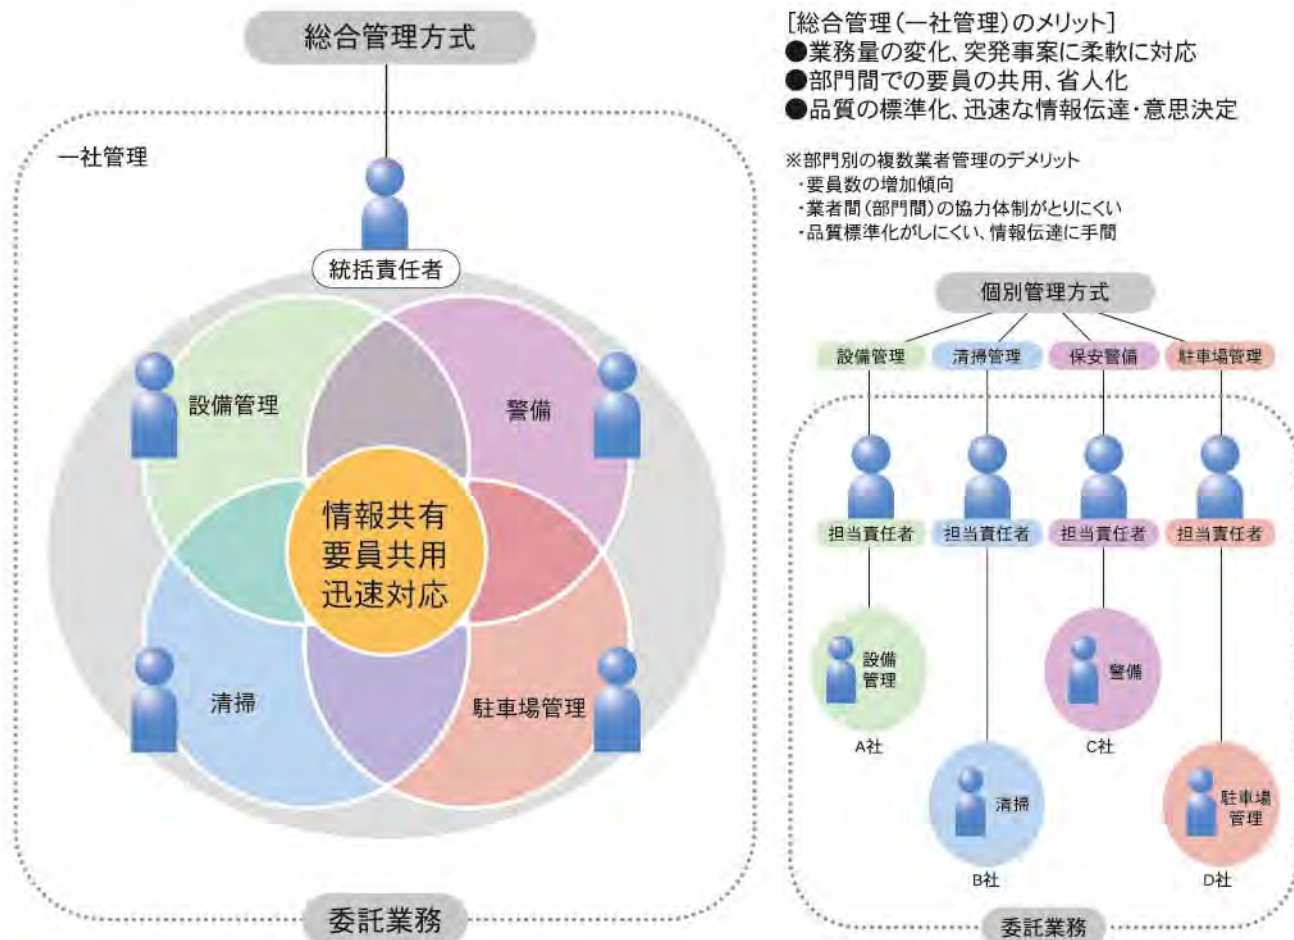 総合管理方式
一社管理
統括責任者
設備管理
警備
情報共有
要員共用
迅速対応
清掃
駐車場管理
委託業務
[総合管理(一社管理)のメリット]
●業務量の変化、突発事案に柔軟に対応
●部門間での要員の共用、省人化
●品質の標準化、迅速な情報伝達・意思決定
※部門別の複数業者管理のデメリット
・要員数の増加傾向
・業者間(部門間)の協力体制がとりにくい
・品質標準化がしにくい、情報伝達に手間
個別管理方式
設備管理
清掃管理
保安警備
駐車場管理
担当責任者
担当責任者
担当責任者
担当責任者
設備
管理
A社
清掃
B社
警備
C社
駐車場
管理
D社
委託業務